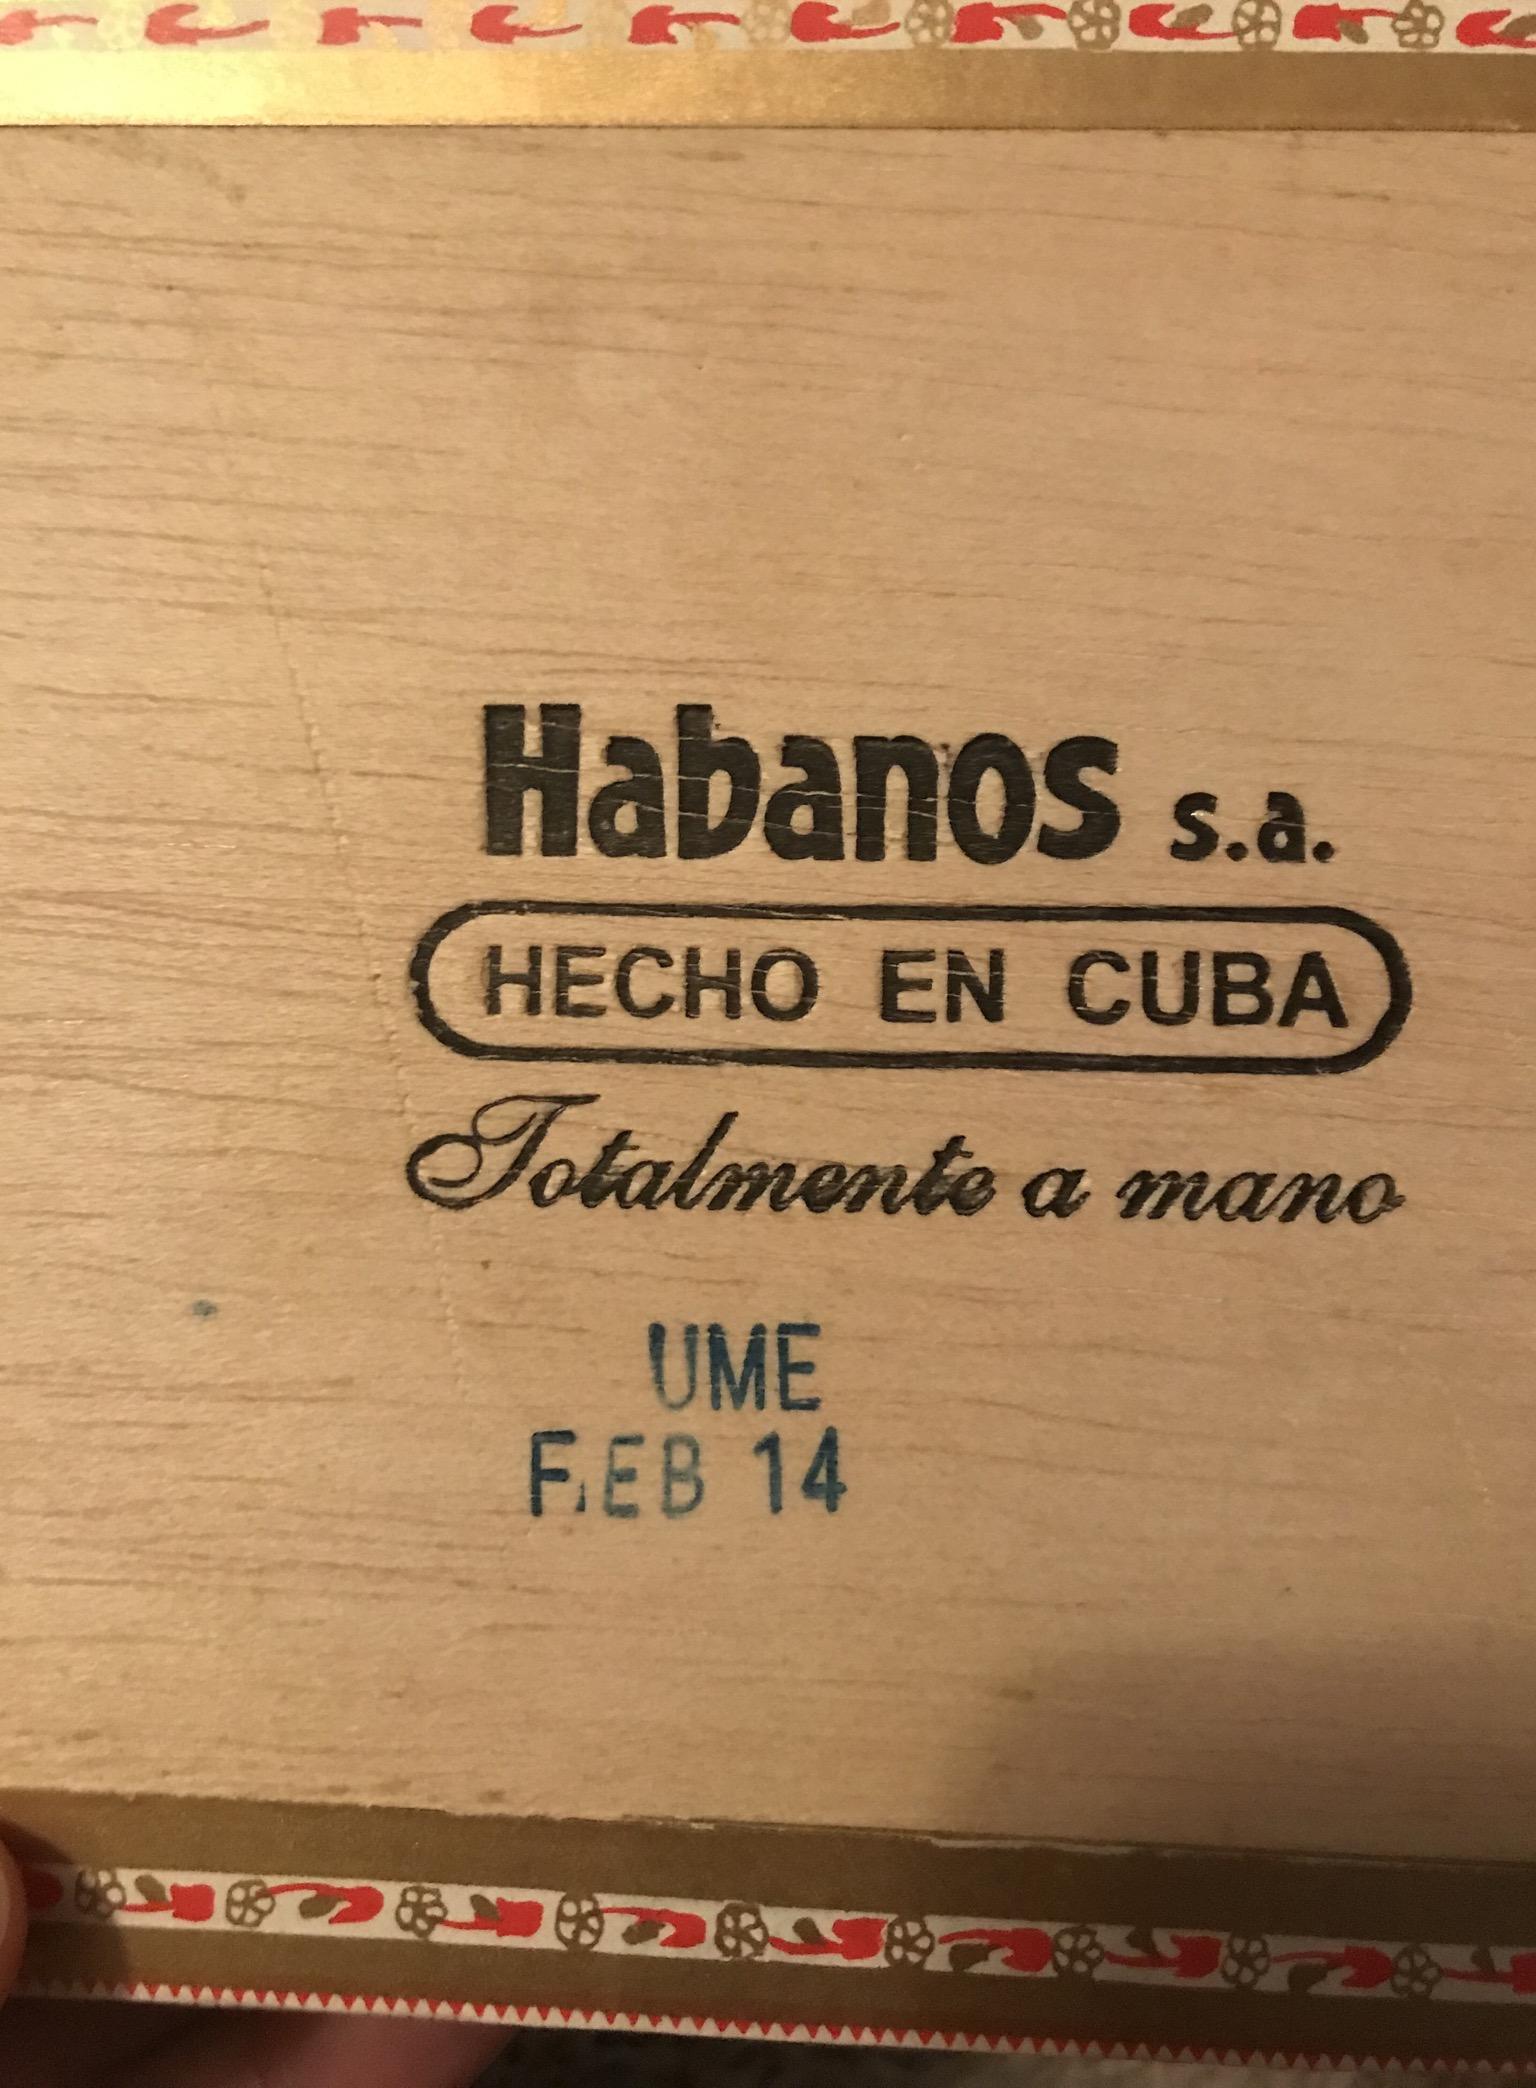 Habanos s.a.
HECHO EN CUBA
Totalmente a mano
UME
FEB 14